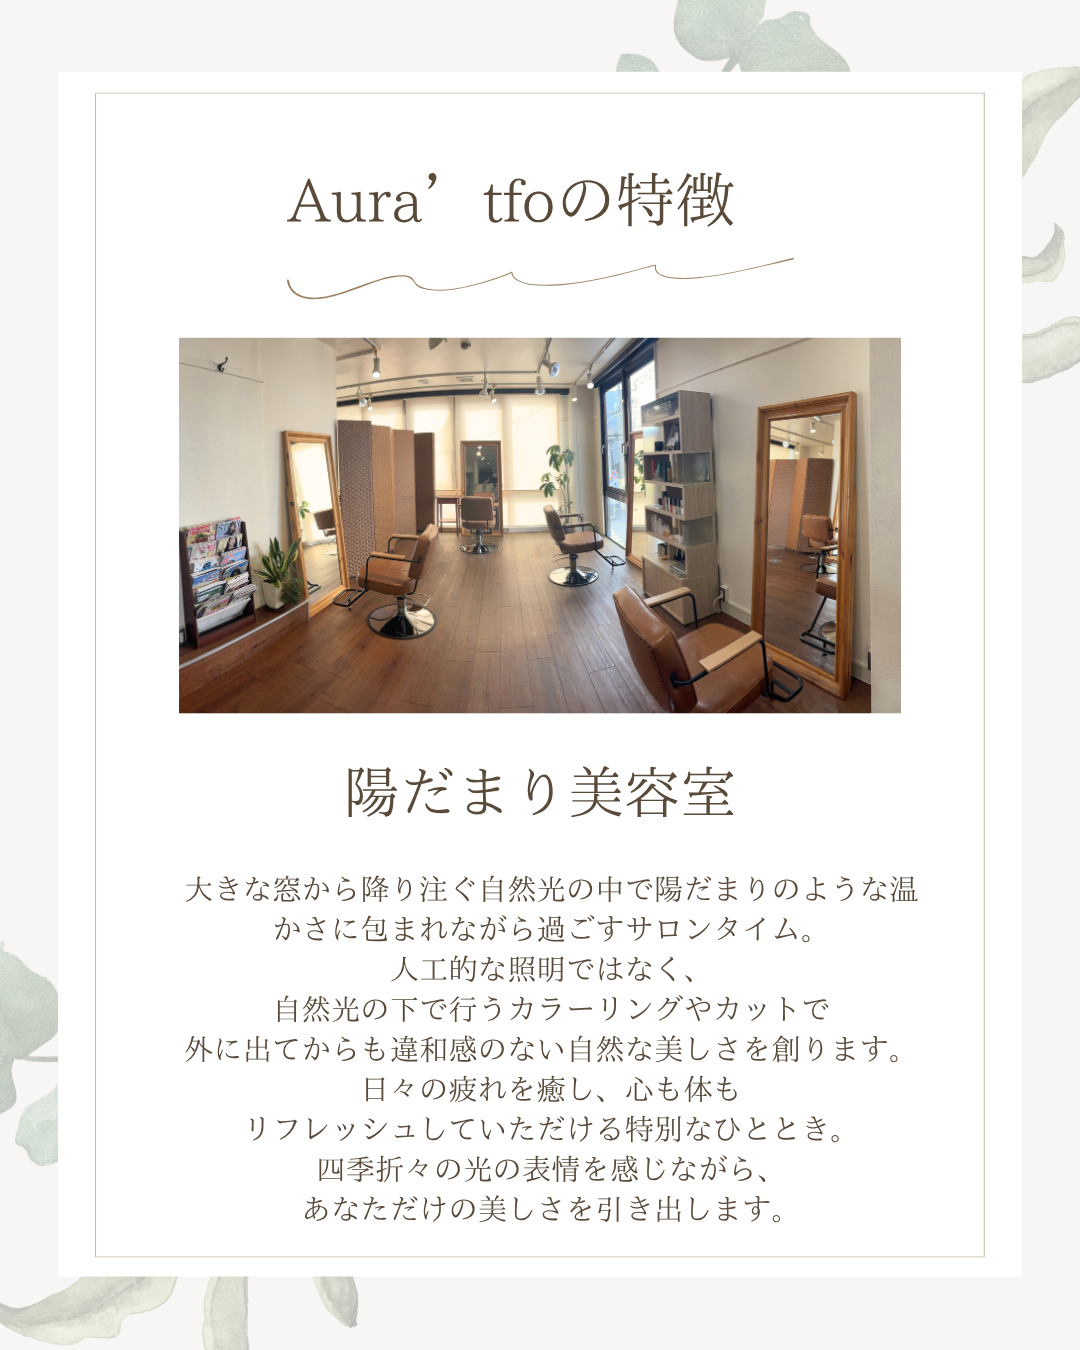 Aura’ tfoの特徴
陽だまり美容室
大きな窓から降り注ぐ自然光の中で陽だまりのような温
かさに包まれながら過ごすサロンタイム。
人工的な照明ではなく、
自然光の下で行うカラーリングやカットで
外に出てからも違和感のない自然な美しさを創ります。
日々の疲れを癒し、心も体も
リフレッシュしていただける特別なひととき。
四季折々の光の表情を感じながら、
あなただけの美しさを引き出します。